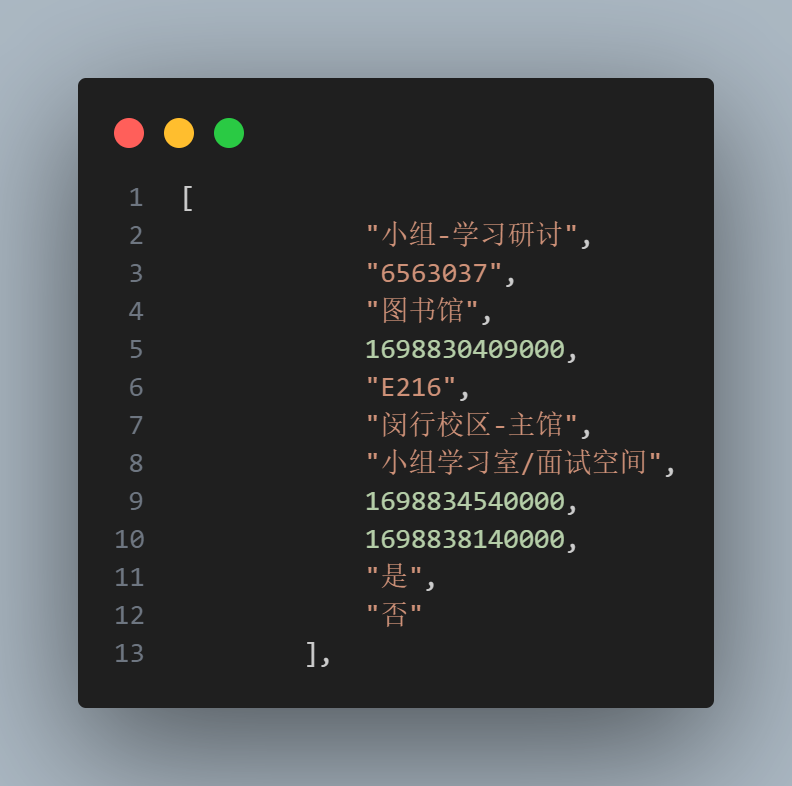 1 [
2 "小组-学习研讨",
3 "6563037",
4 "图书馆",
5 1698830409000,
6 "E216",
7 "闵行校区-主馆",
8 "小组学习室/面试空间",
9 1698834540000,
10 1698838140000,
11 "是",
12 "否"
13 ],